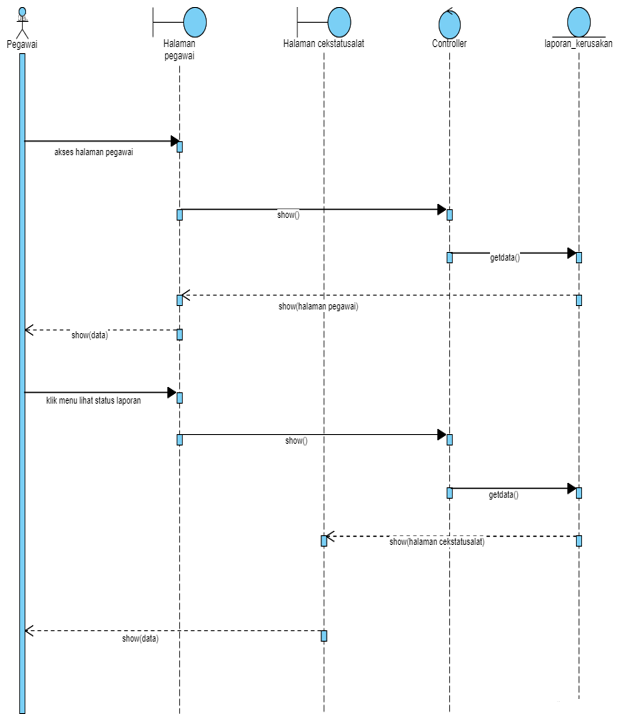 Pegawai
Halaman
pegawai
Halaman cekstatusalat
Controller
laporan_kerusakan
akses halaman pegawai
show()
getdata()
show(halaman pegawai)
show(data)
klik menu lihat status laporan
show()
getdata()
show(halaman cekstatusalat)
show(data)